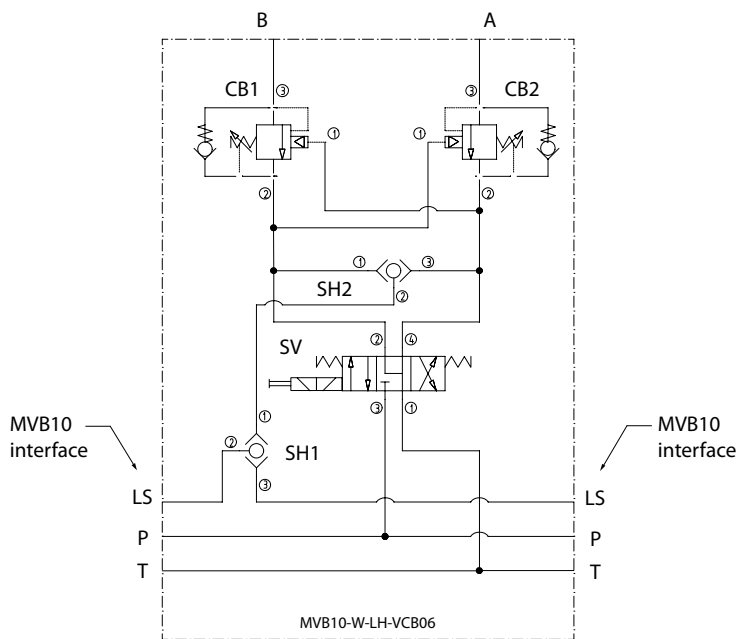 B A
CB1 ③ ③ CB2
① ①
② ②
① ③
SH2 ②
SV ② ④
③ ①
MVB10
interface
MVB10
interface
①
② SH1
③
LS LS
P P
T T
MVB10-W-LH-VCB06